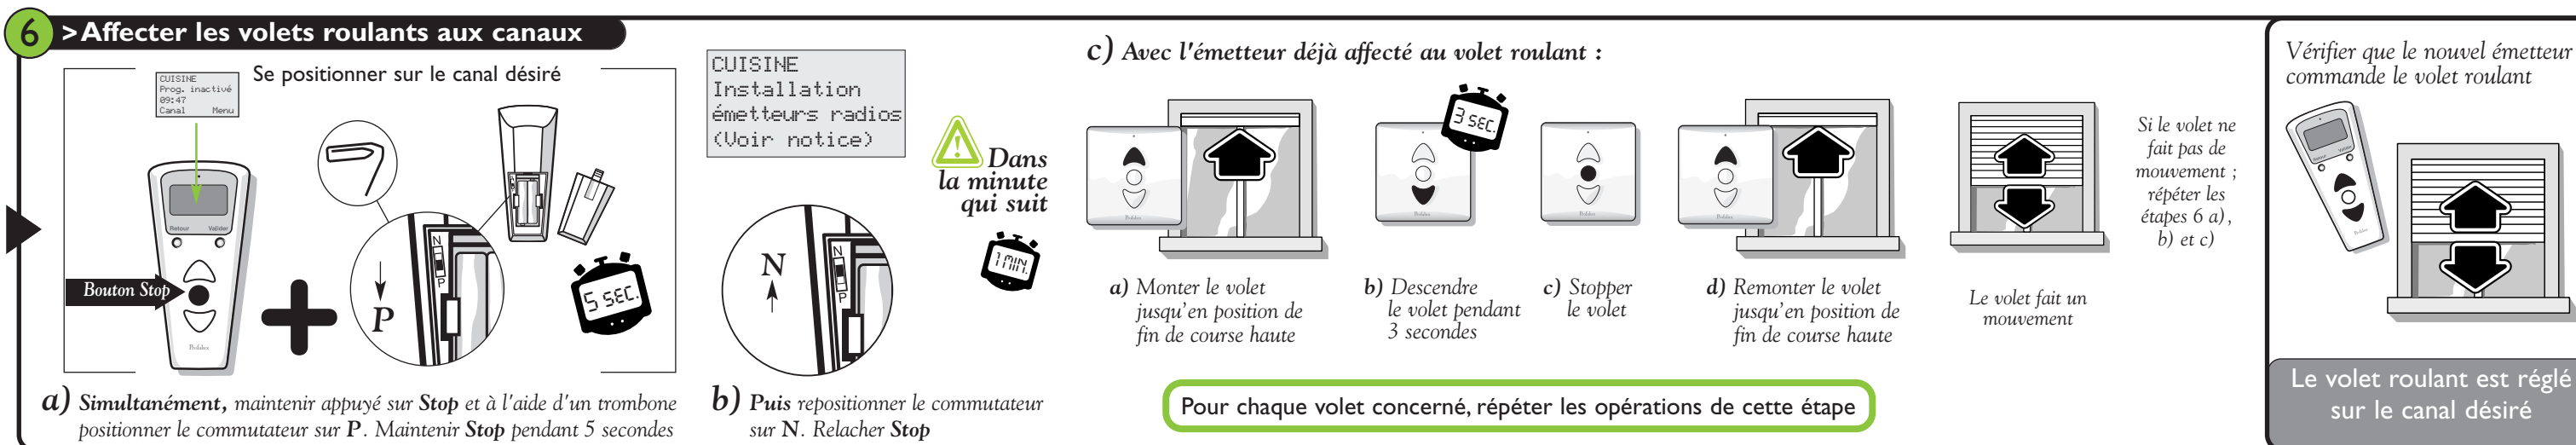 6 >Affecter les volets roulants aux canaux
Se positionner sur le canal désiré
CUISINE
Prog. inactivé
09:47
Canal Menu
Retour Valider
Bouton Stop
N
P
P
5 SEC.
a) Simultanément, maintenir appuyé sur Stop et à l'aide d'un trombone
positionner le commutateur sur P. Maintenir Stop pendant 5 secondes
CUISINE
Installation
émetteurs radios
(Voir notice)
Dans
la minute
qui suit
1 MIN.
N
N
P
b) Puis repositionner le commutateur
sur N. Relacher Stop
c) Avec l'émetteur déjà affecté au volet roulant :
3 SEC.
a) Monter le volet
jusqu'en position de
fin de course haute
b) Descendre
le volet pendant
3 secondes
c) Stopper
le volet
d) Remonter le volet
jusqu'en position de
fin de course haute
Le volet fait un
mouvement
Si le volet ne
fait pas de
mouvement ;
répéter les
étapes 6 a),
b) et c)
Pour chaque volet concerné, répéter les opérations de cette étape
Vérifier que le nouvel émetteur
commande le volet roulant
Retour Valider
Le volet roulant est réglé
sur le canal désiré